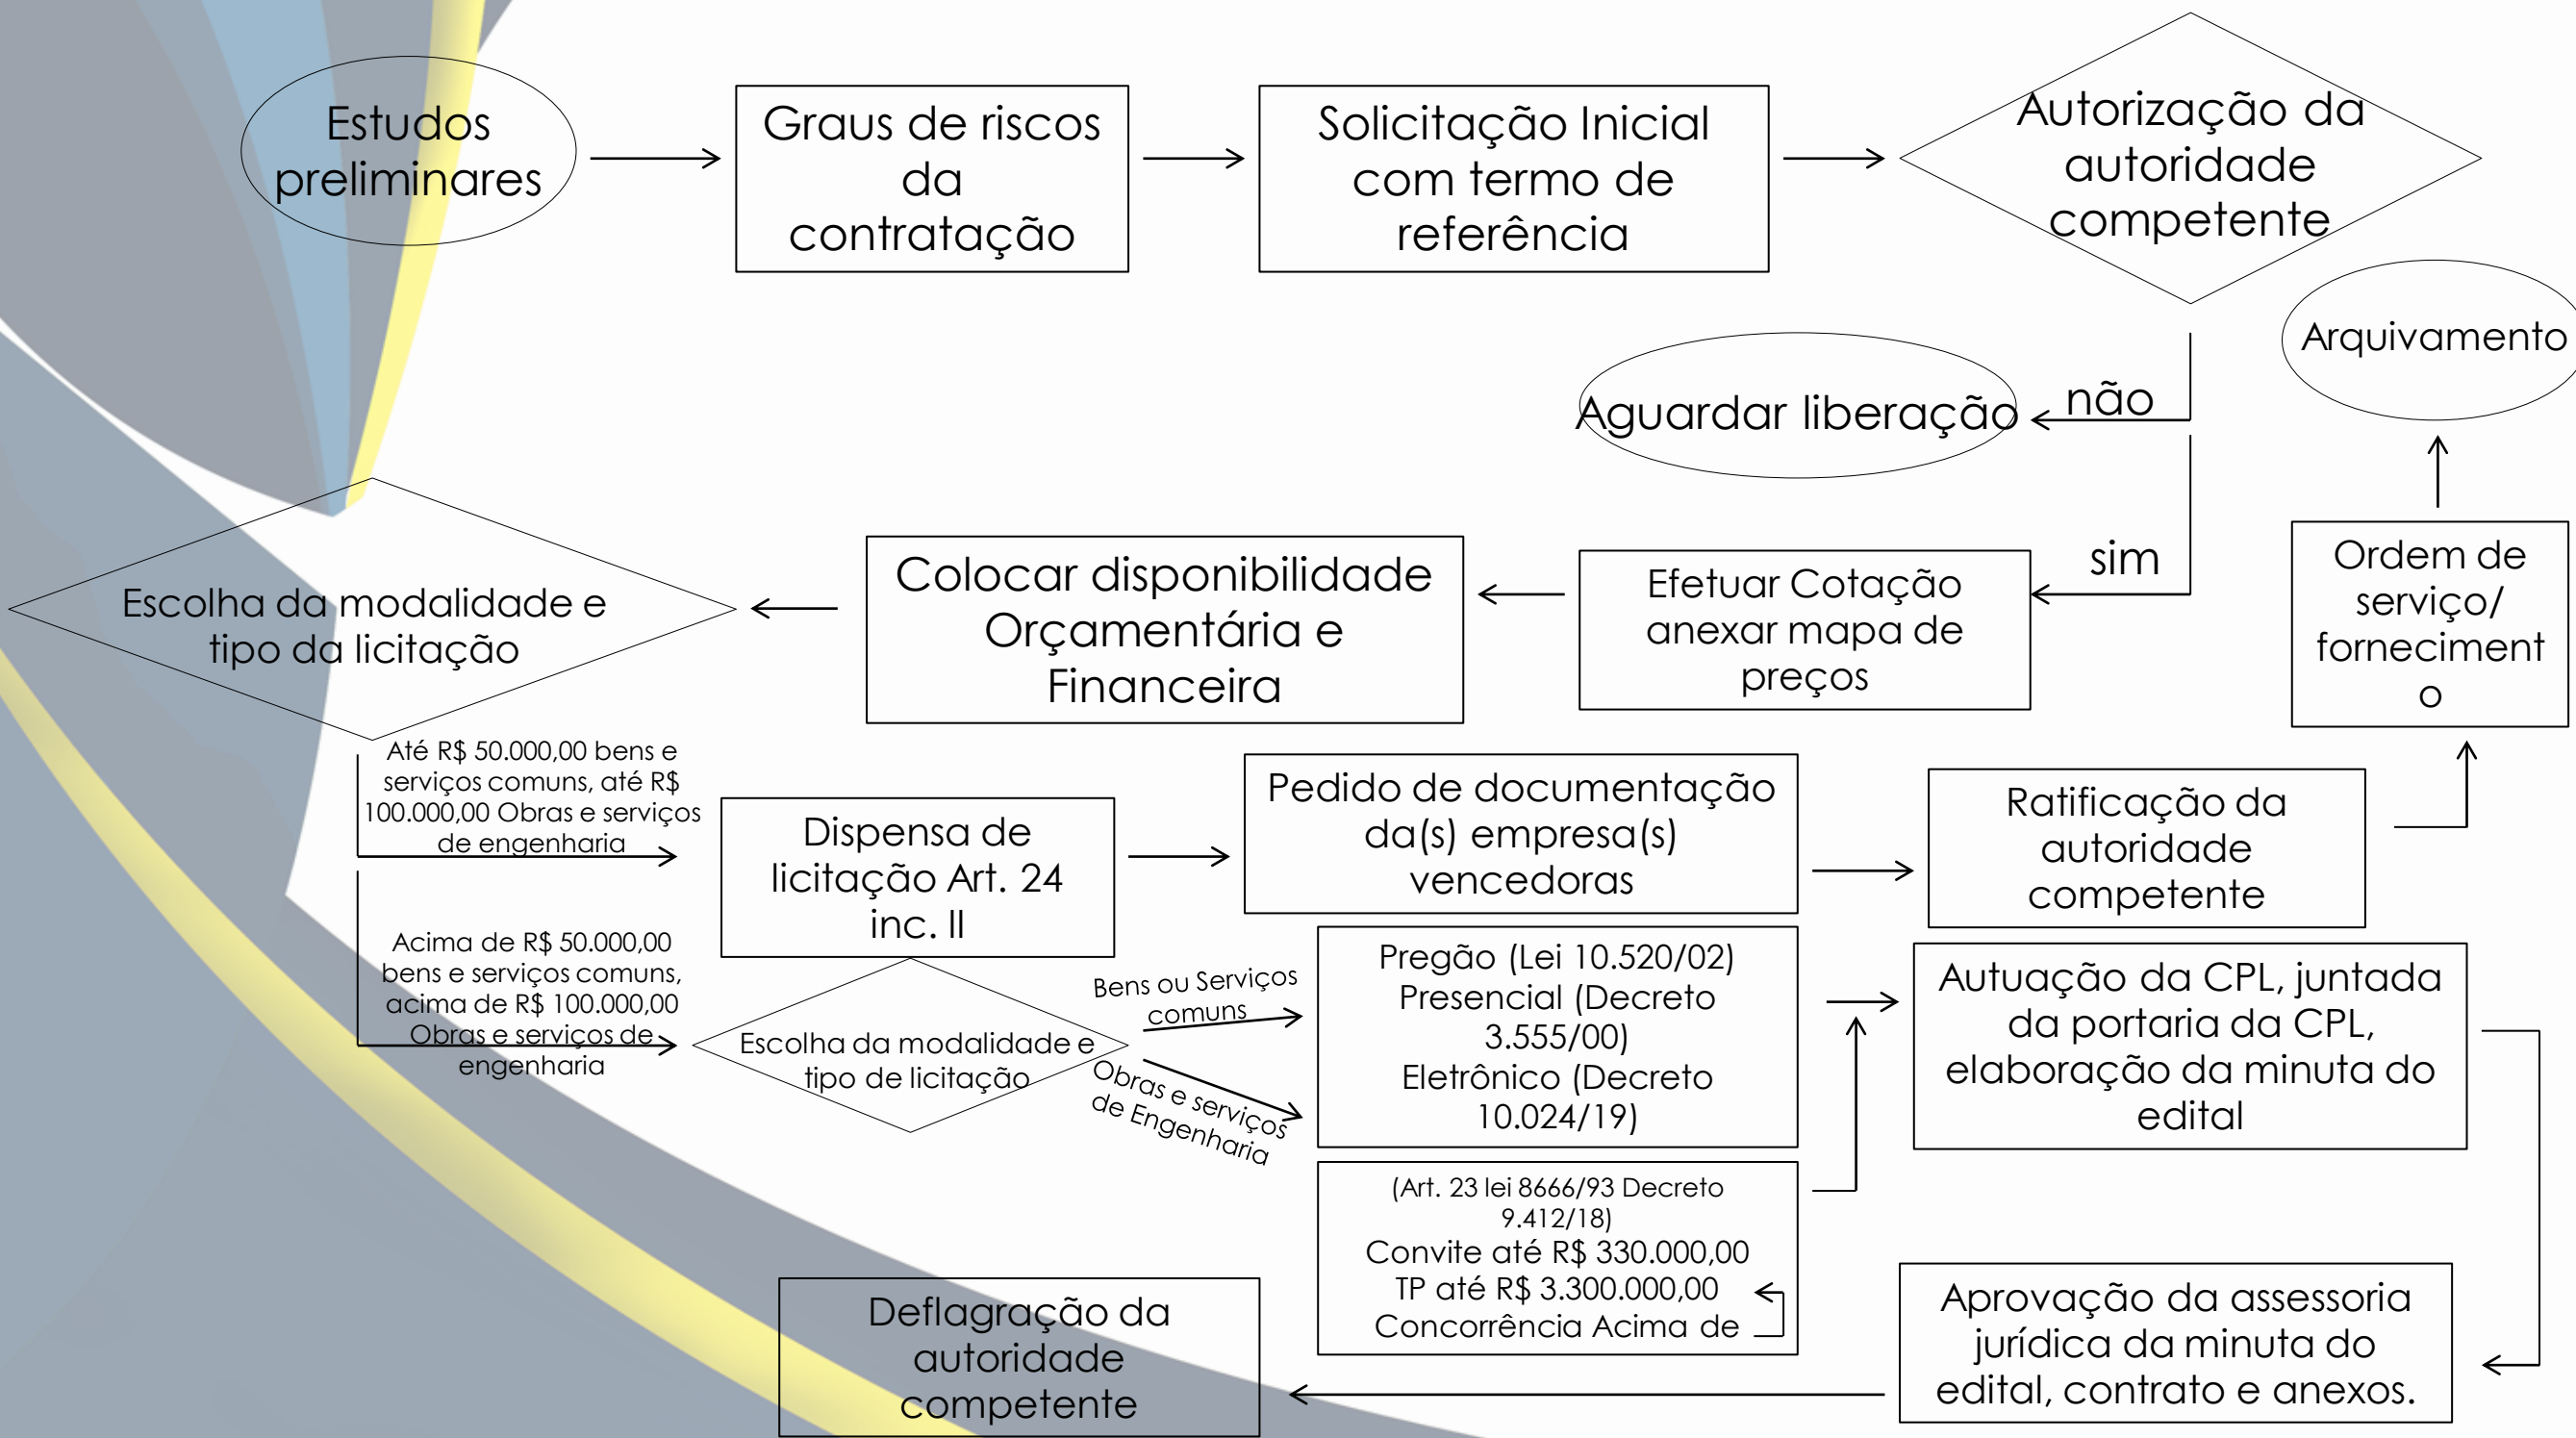 Estudos
preliminares
Graus de riscos
da
contratação
Solicitação Inicial
com termo de
referência
Autorização da
autoridade
competente
Arquivamento
Aguardar liberação
não
sim
Escolha da modalidade e
tipo da licitação
Colocar disponibilidade
Orçamentária e
Financeira
Efetuar Cotação
anexar mapa de
preços
Ordem de
serviço/
forneciment
o
Até R$ 50.000,00 bens e
serviços comuns, até R$
100.000,00 Obras e serviços
de engenharia
Dispensa de
licitação Art. 24
inc. II
Pedido de documentação
da(s) empresa(s)
vencedoras
Ratificação da
autoridade
competente
Acima de R$ 50.000,00
bens e serviços comuns,
acima de R$ 100.000,00
Obras e serviços de
engenharia
Escolha da modalidade e
tipo de licitação
Bens ou Serviços
comuns
Obras e serviços
de Engenharia
Pregão (Lei 10.520/02)
Presencial (Decreto
3.555/00)
Eletrônico (Decreto
10.024/19)
Autuação da CPL, juntada
da portaria da CPL,
elaboração da minuta do
edital
(Art. 23 lei 8666/93 Decreto
9.412/18)
Convite até R$ 330.000,00
TP até R$ 3.300.000,00
Concorrência Acima de
Deflagração da
autoridade
competente
Aprovação da assessoria
jurídica da minuta do
edital, contrato e anexos.